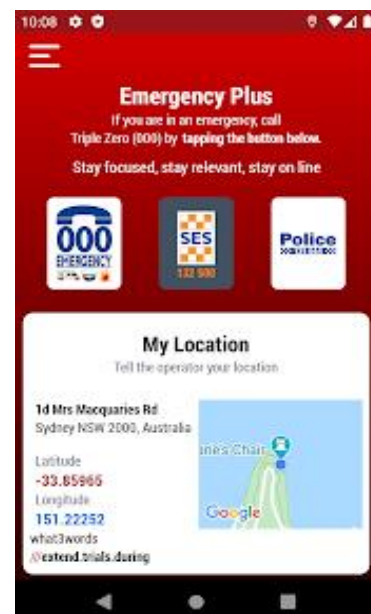 10:08
Emergency Plus
If you are in an emergency, call
Triple Zero (000) by tapping the button below.
Stay focused, stay relevant, stay on line
000
EMERGENCY
SES
132 500
Police
My Location
Tell the operator your location
1d Mrs Macquaries Rd
Sydney NSW 2000, Australia
Latitude
-33.85965
Longitude
151.22252
what3words
///extend.trials.during
ine's Chair
Google